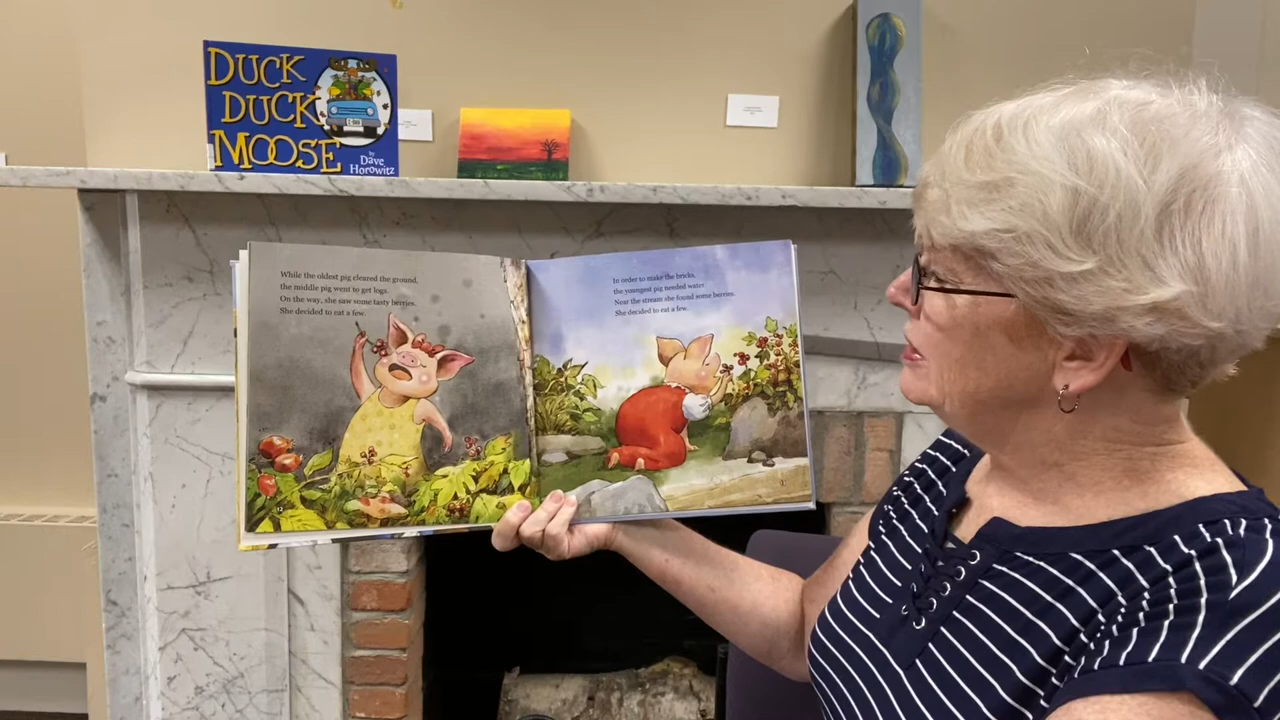 DUCK
DUCK
MOOSE
by
Dave
Horowitz
While the oldest pig cleared the ground,
the middle pig went to get logs.
On the way, she saw some tasty berries.
She decided to eat a few.
12
In order to make the bricks,
the youngest pig needed water.
Near the stream she found some berries.
She decided to eat a few.